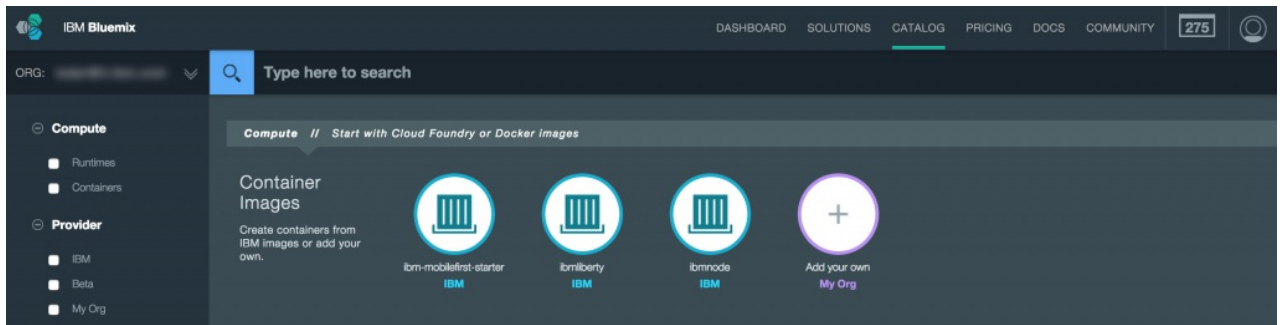 IBM Bluemix
DASHBOARD SOLUTIONS CATALOG PRICING DOCS COMMUNITY 275
ORG:
Type here to search
Compute
Runtimes
Containers
Provider
IBM
Beta
My Org
Compute // Start with Cloud Foundry or Docker images
Container
Images
Create containers from
IBM images or add your
own.
ibm-mobilefirst-starter
IBM
ibmliberty
IBM
ibmnode
IBM
Add your own
My Org